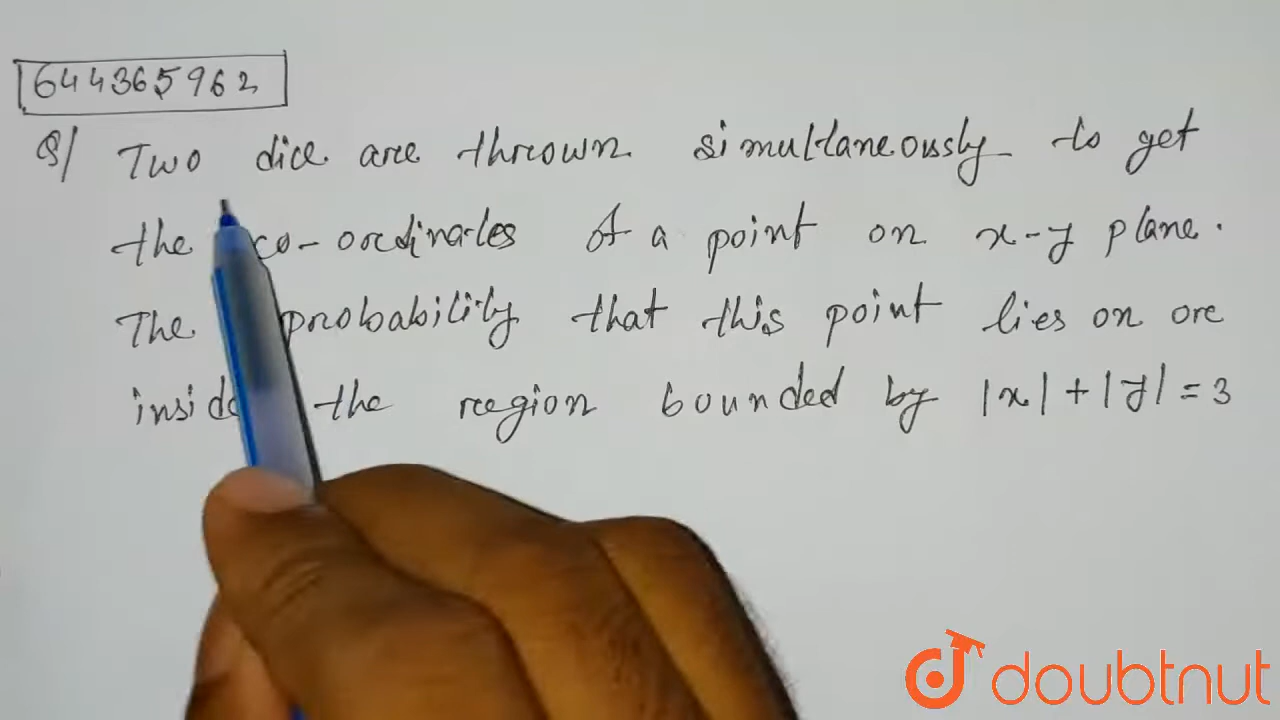 644365962
Q/ Two dice are thrown simultaneously to get
the co-ordinates of a point on x-y plane.
The probability that this point lies on or
inside the region bounded by |x| + |y| = 3
doubtnut